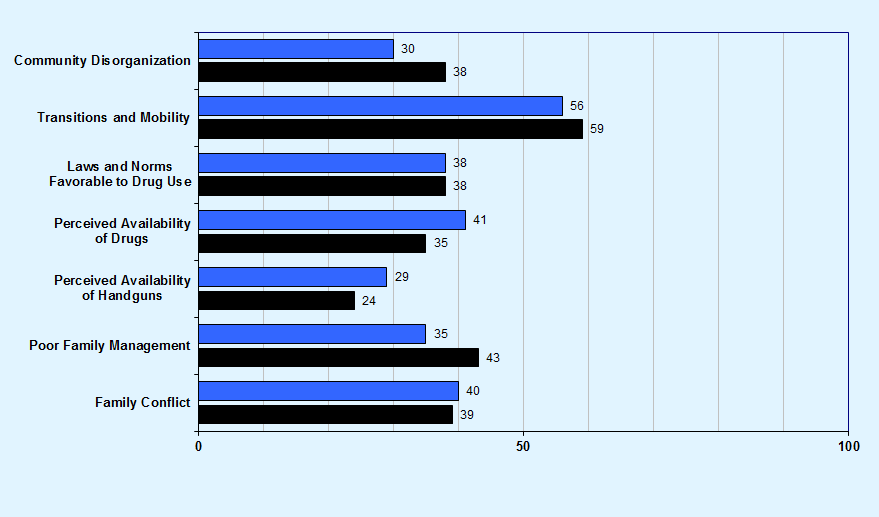 Community Disorganization
30
38
Transitions and Mobility
56
59
Laws and Norms
Favorable to Drug Use
38
38
Perceived Availability
of Drugs
41
35
Perceived Availability
of Handguns
29
24
Poor Family Management
35
43
Family Conflict
40
39
0 50 100